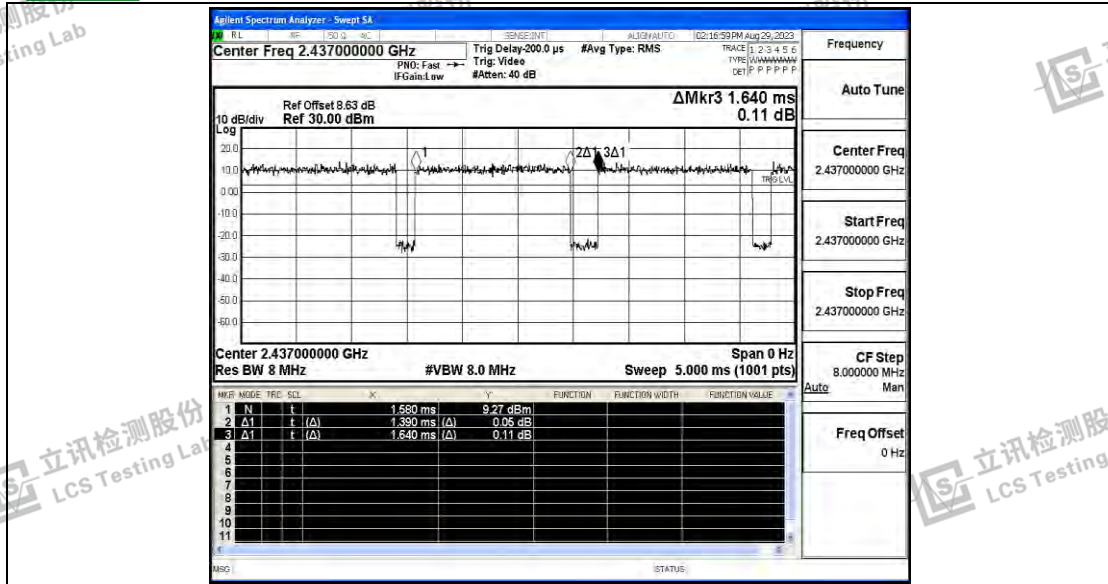 Agilent Spectrum Analyzer - Swept SA
RL RF 50 Ω AC SENSE:INT ALIGN AUTO 02:16:59 PM Aug 29, 2023
Center Freq 2.437000000 GHz
PNO: Fast
IFGain:Low
Trig Delay-200.0 µs
Trig: Video
#Atten: 40 dB
#Avg Type: RMS
TRACE 1 2 3 4 5 6
TYPE
DET P P P P P P
ΔMkr3 1.640 ms
0.11 dB
Ref Offset 8.63 dB
10 dB/div Ref 30.00 dBm
Log
20.0
10.0
0.00
-10.0
-20.0
-30.0
-40.0
-50.0
-60.0
1
2Δ1
3Δ1
TRIG LVL
Center 2.437000000 GHz Span 0 Hz
Res BW 8 MHz #VBW 8.0 MHz Sweep 5.000 ms (1001 pts)
MKR MODE TRC SCL X Y FUNCTION FUNCTION WIDTH FUNCTION VALUE
1 N t 1.580 ms 9.27 dBm
2 Δ1 t (Δ) 1.390 ms (Δ) 0.05 dB
3 Δ1 t (Δ) 1.640 ms (Δ) 0.11 dB
4
5
6
7
8
9
10
11
MSG STATUS
Frequency
Auto Tune
Center Freq
2.437000000 GHz
Start Freq
2.437000000 GHz
Stop Freq
2.437000000 GHz
CF Step
8.000000 MHz
Auto Man
Freq Offset
0 Hz
立讯检测股份
LCS Testing Lab
立讯检测股
LCS Testing